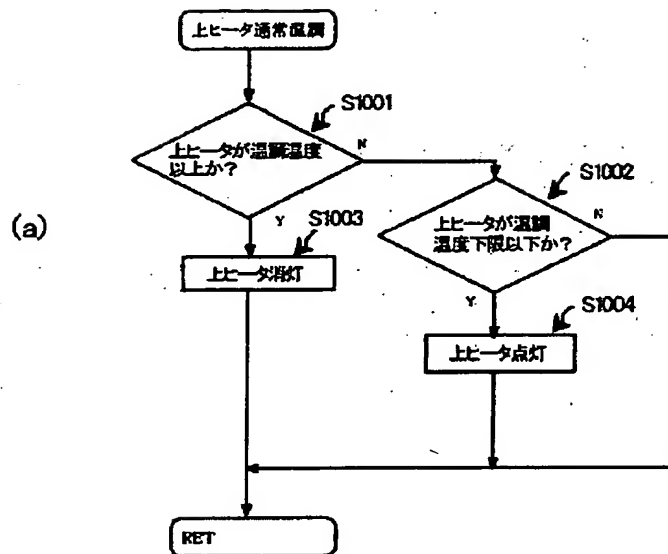 上ヒータ通常温調
S1001
上ヒータが温調温度
以上か?
N
Y
S1002
上ヒータが温調
温度下限以下か?
N
Y
(a)
S1003
上ヒータ消灯
S1004
上ヒータ点灯
RET